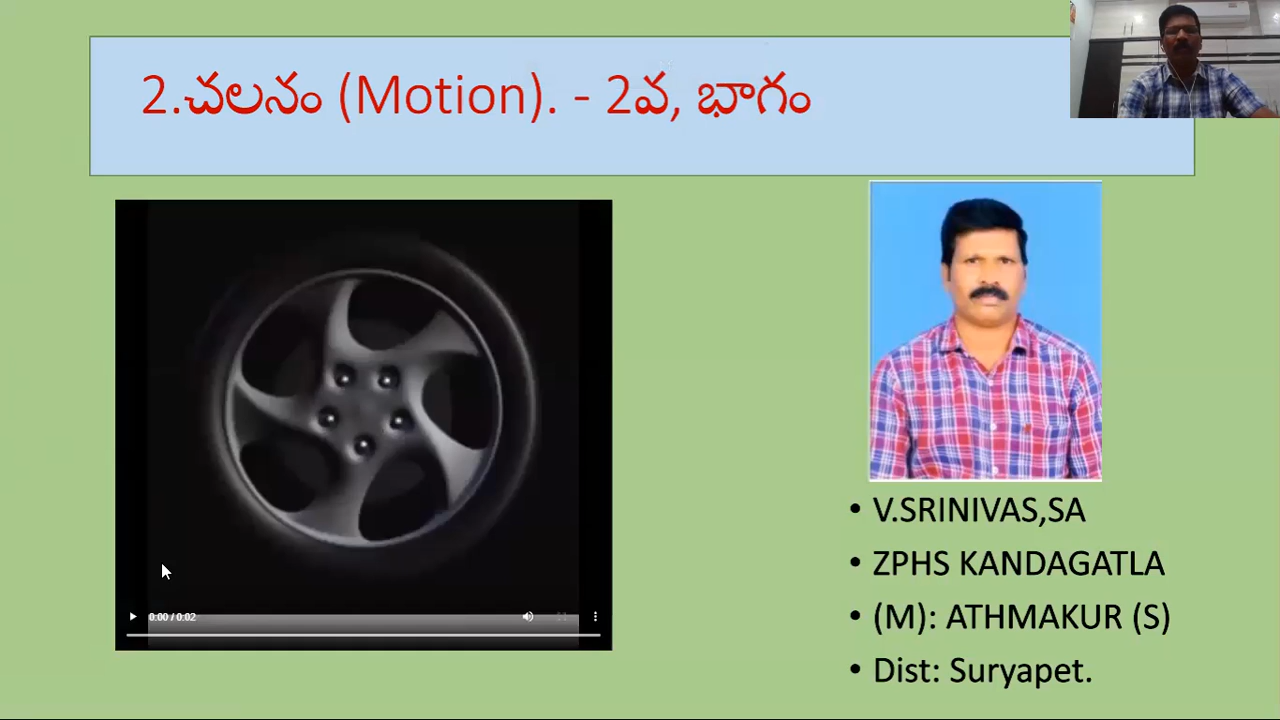 2.చలనం (Motion). - 2వ, భాగం
0:00 / 0:02
• V.SRINIVAS,SA
• ZPHS KANDAGATLA
• (M): ATHMAKUR (S)
• Dist: Suryapet.